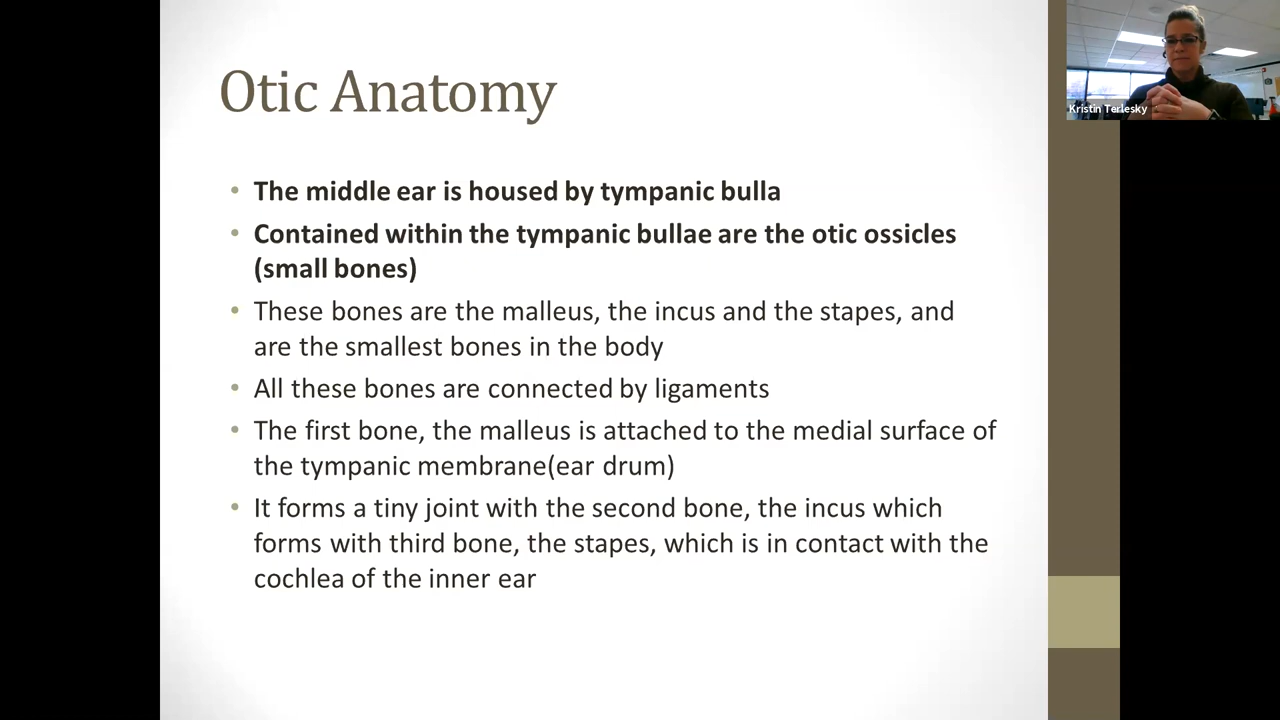 Otic Anatomy
• The middle ear is housed by tympanic bulla
• Contained within the tympanic bullae are the otic ossicles
(small bones)
• These bones are the malleus, the incus and the stapes, and
are the smallest bones in the body
• All these bones are connected by ligaments
• The first bone, the malleus is attached to the medial surface of
the tympanic membrane(ear drum)
• It forms a tiny joint with the second bone, the incus which
forms with third bone, the stapes, which is in contact with the
cochlea of the inner ear
Kristin Terlesky